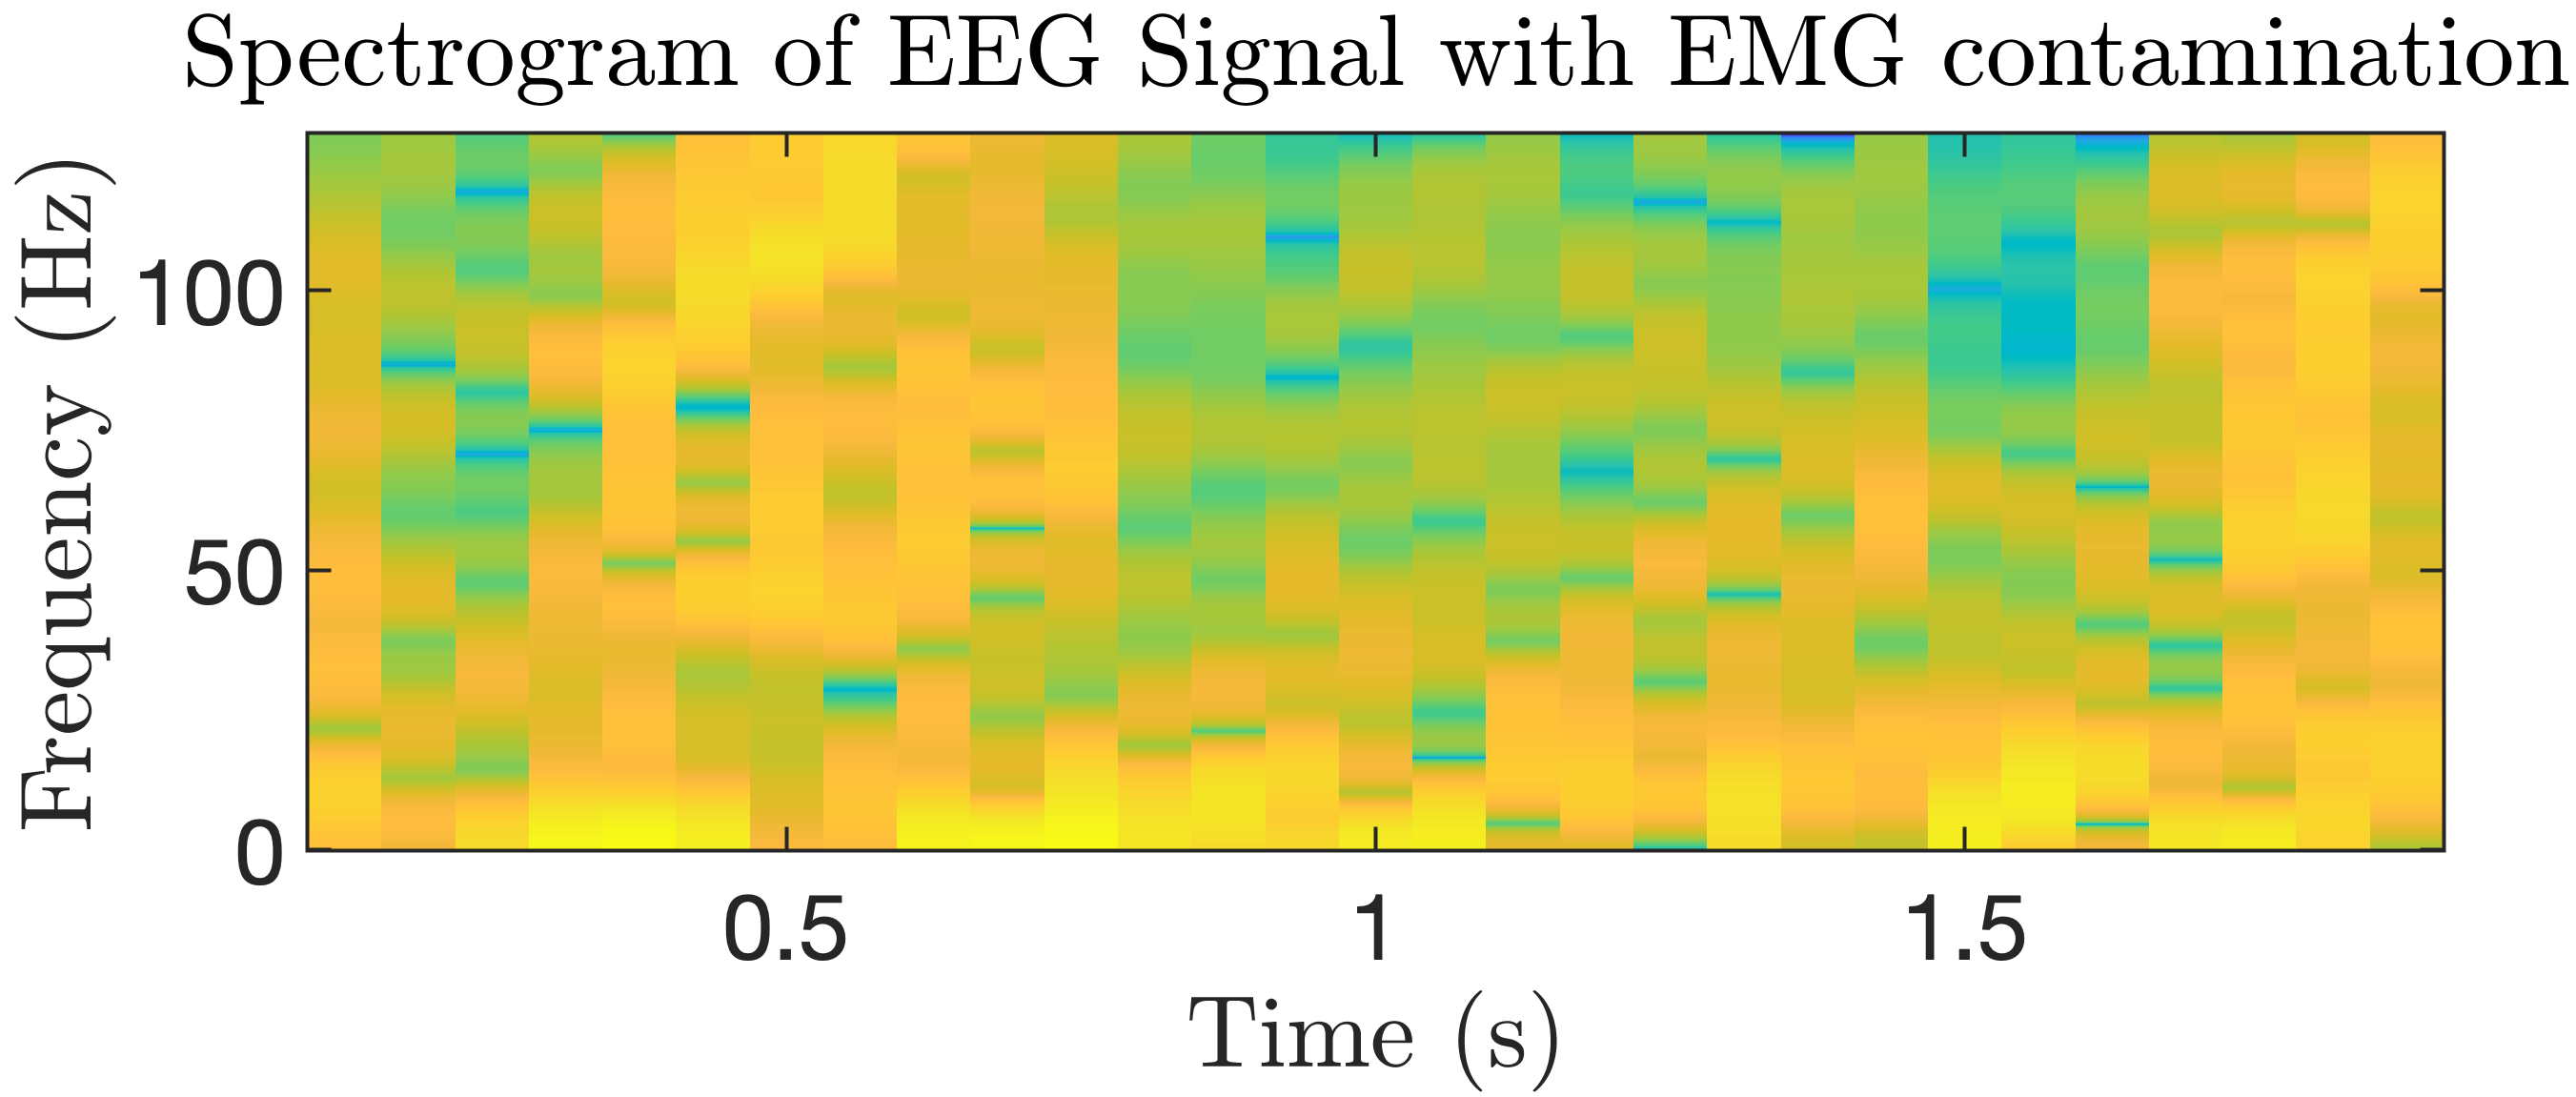 Spectrogram of EEG Signal with EMG contamination
Frequency (Hz)
100
50
0
0.5 1 1.5
Time (s)